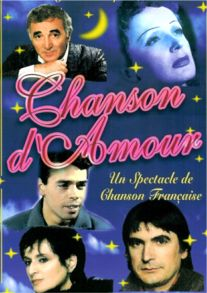 Chanson
d'Amour
Un Spectacle de
Chanson Française